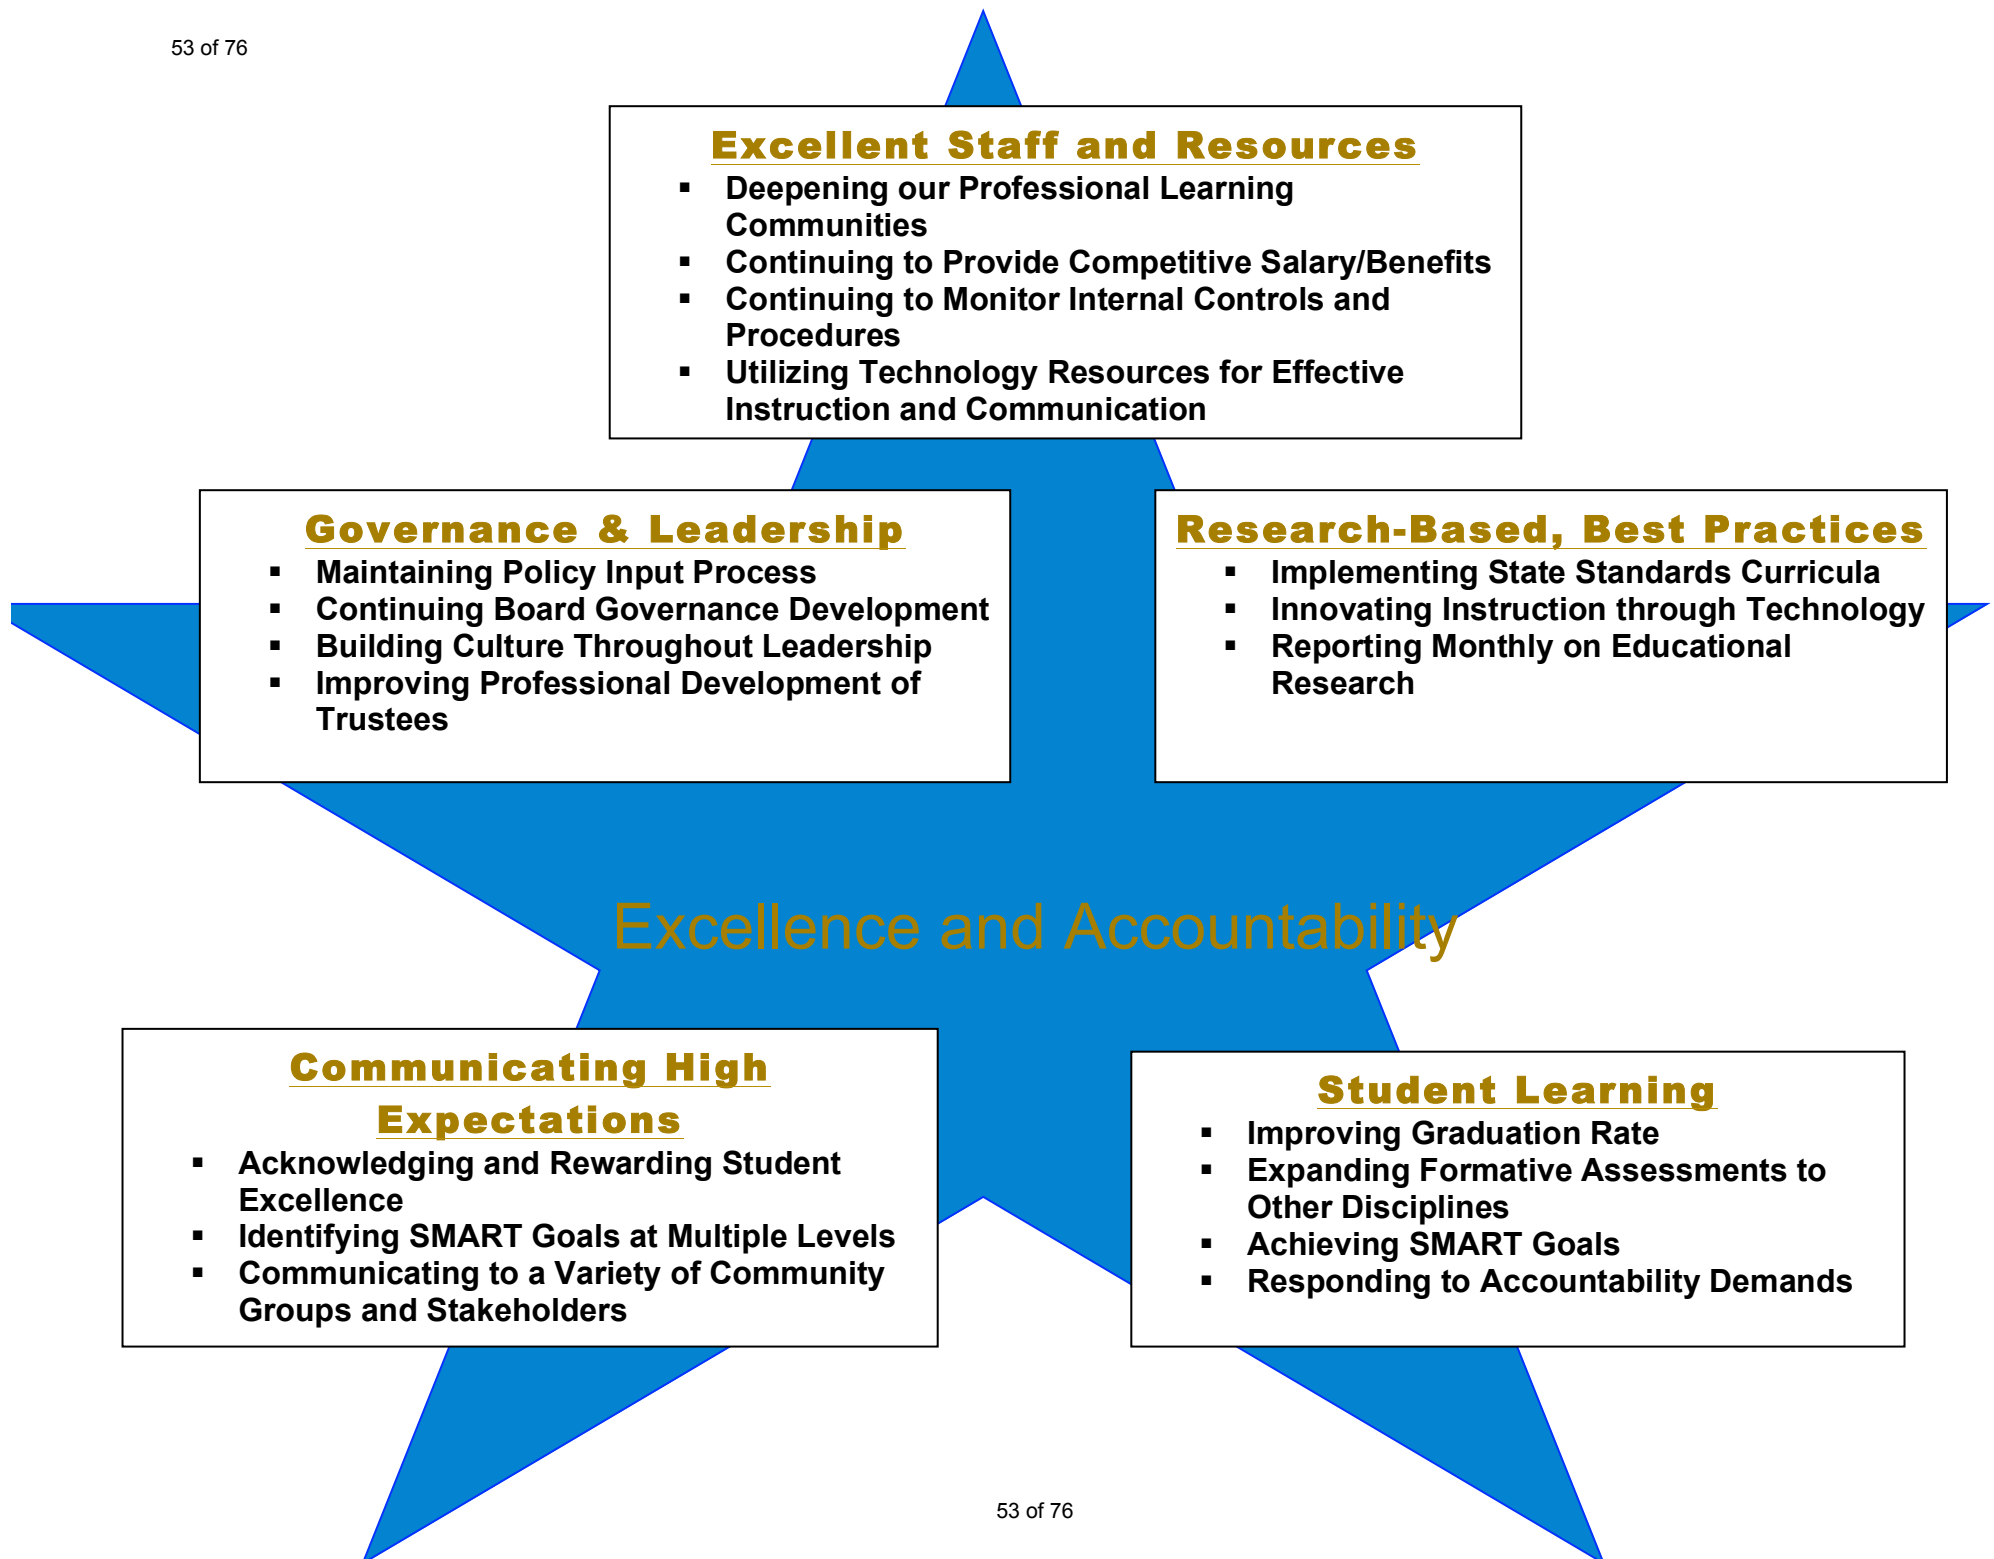 53 of 76
Excellent Staff and Resources
▪ Deepening our Professional Learning
Communities
▪ Continuing to Provide Competitive Salary/Benefits
▪ Continuing to Monitor Internal Controls and
Procedures
▪ Utilizing Technology Resources for Effective
Instruction and Communication
Governance & Leadership
▪ Maintaining Policy Input Process
▪ Continuing Board Governance Development
▪ Building Culture Throughout Leadership
▪ Improving Professional Development of
Trustees
Research-Based, Best Practices
▪ Implementing State Standards Curricula
▪ Innovating Instruction through Technology
▪ Reporting Monthly on Educational
Research
Excellence and Accountability
Communicating High
Expectations
▪ Acknowledging and Rewarding Student
Excellence
▪ Identifying SMART Goals at Multiple Levels
▪ Communicating to a Variety of Community
Groups and Stakeholders
Student Learning
▪ Improving Graduation Rate
▪ Expanding Formative Assessments to
Other Disciplines
▪ Achieving SMART Goals
▪ Responding to Accountability Demands
53 of 76